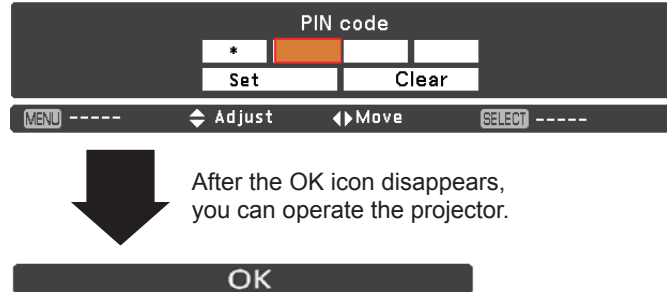 PIN code
*
Set Clear
MENU ----- Adjust Move SELECT -----
After the OK icon disappears,
you can operate the projector.
OK